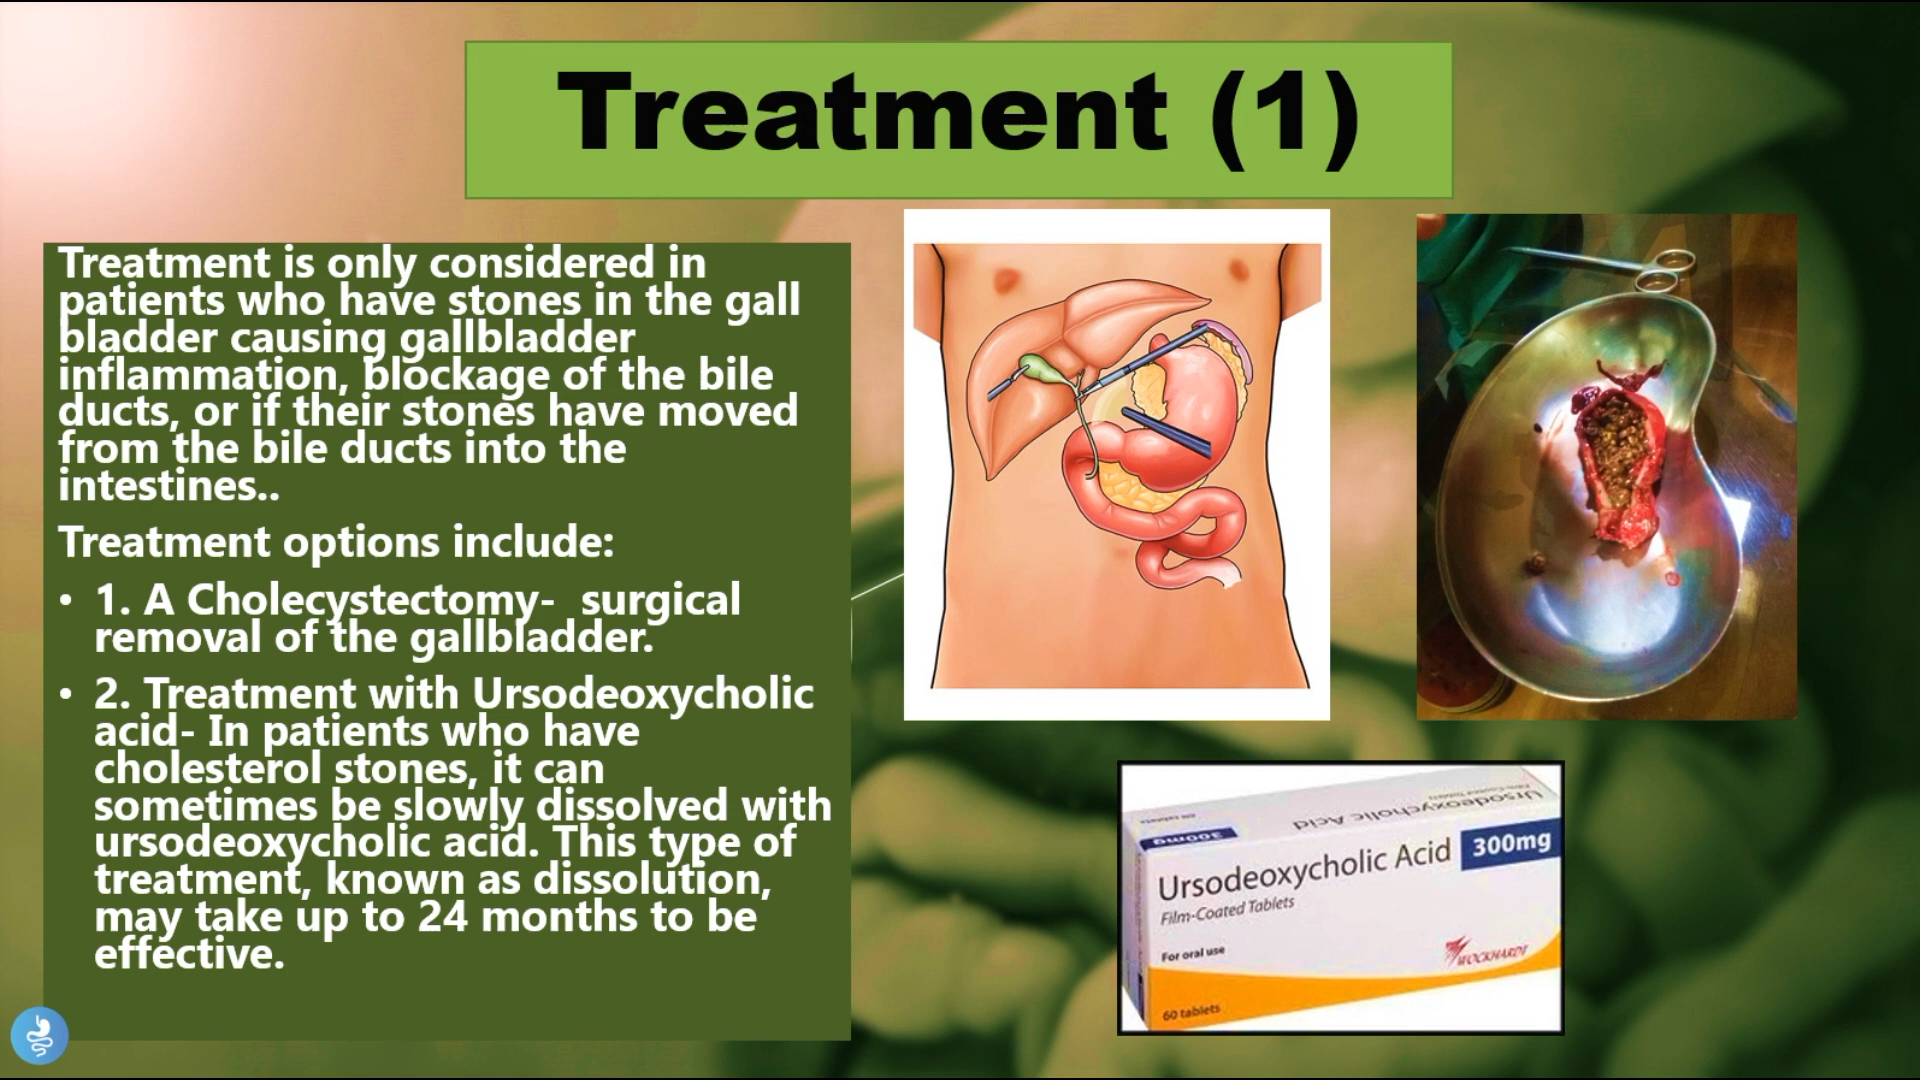 Treatment (1)
Treatment is only considered in
patients who have stones in the gall
bladder causing gallbladder
inflammation, blockage of the bile
ducts, or if their stones have moved
from the bile ducts into the
intestines..
Treatment options include:
• 1. A Cholecystectomy-  surgical
removal of the gallbladder.
• 2. Treatment with Ursodeoxycholic
acid- In patients who have
cholesterol stones, it can
sometimes be slowly dissolved with
ursodeoxycholic acid. This type of
treatment, known as dissolution,
may take up to 24 months to be
effective.
Ursodeoxycholic Acid
300mg
Ursodeoxycholic Acid 300mg
Film-Coated Tablets
For oral use
WOCKHARDT
60 tablets